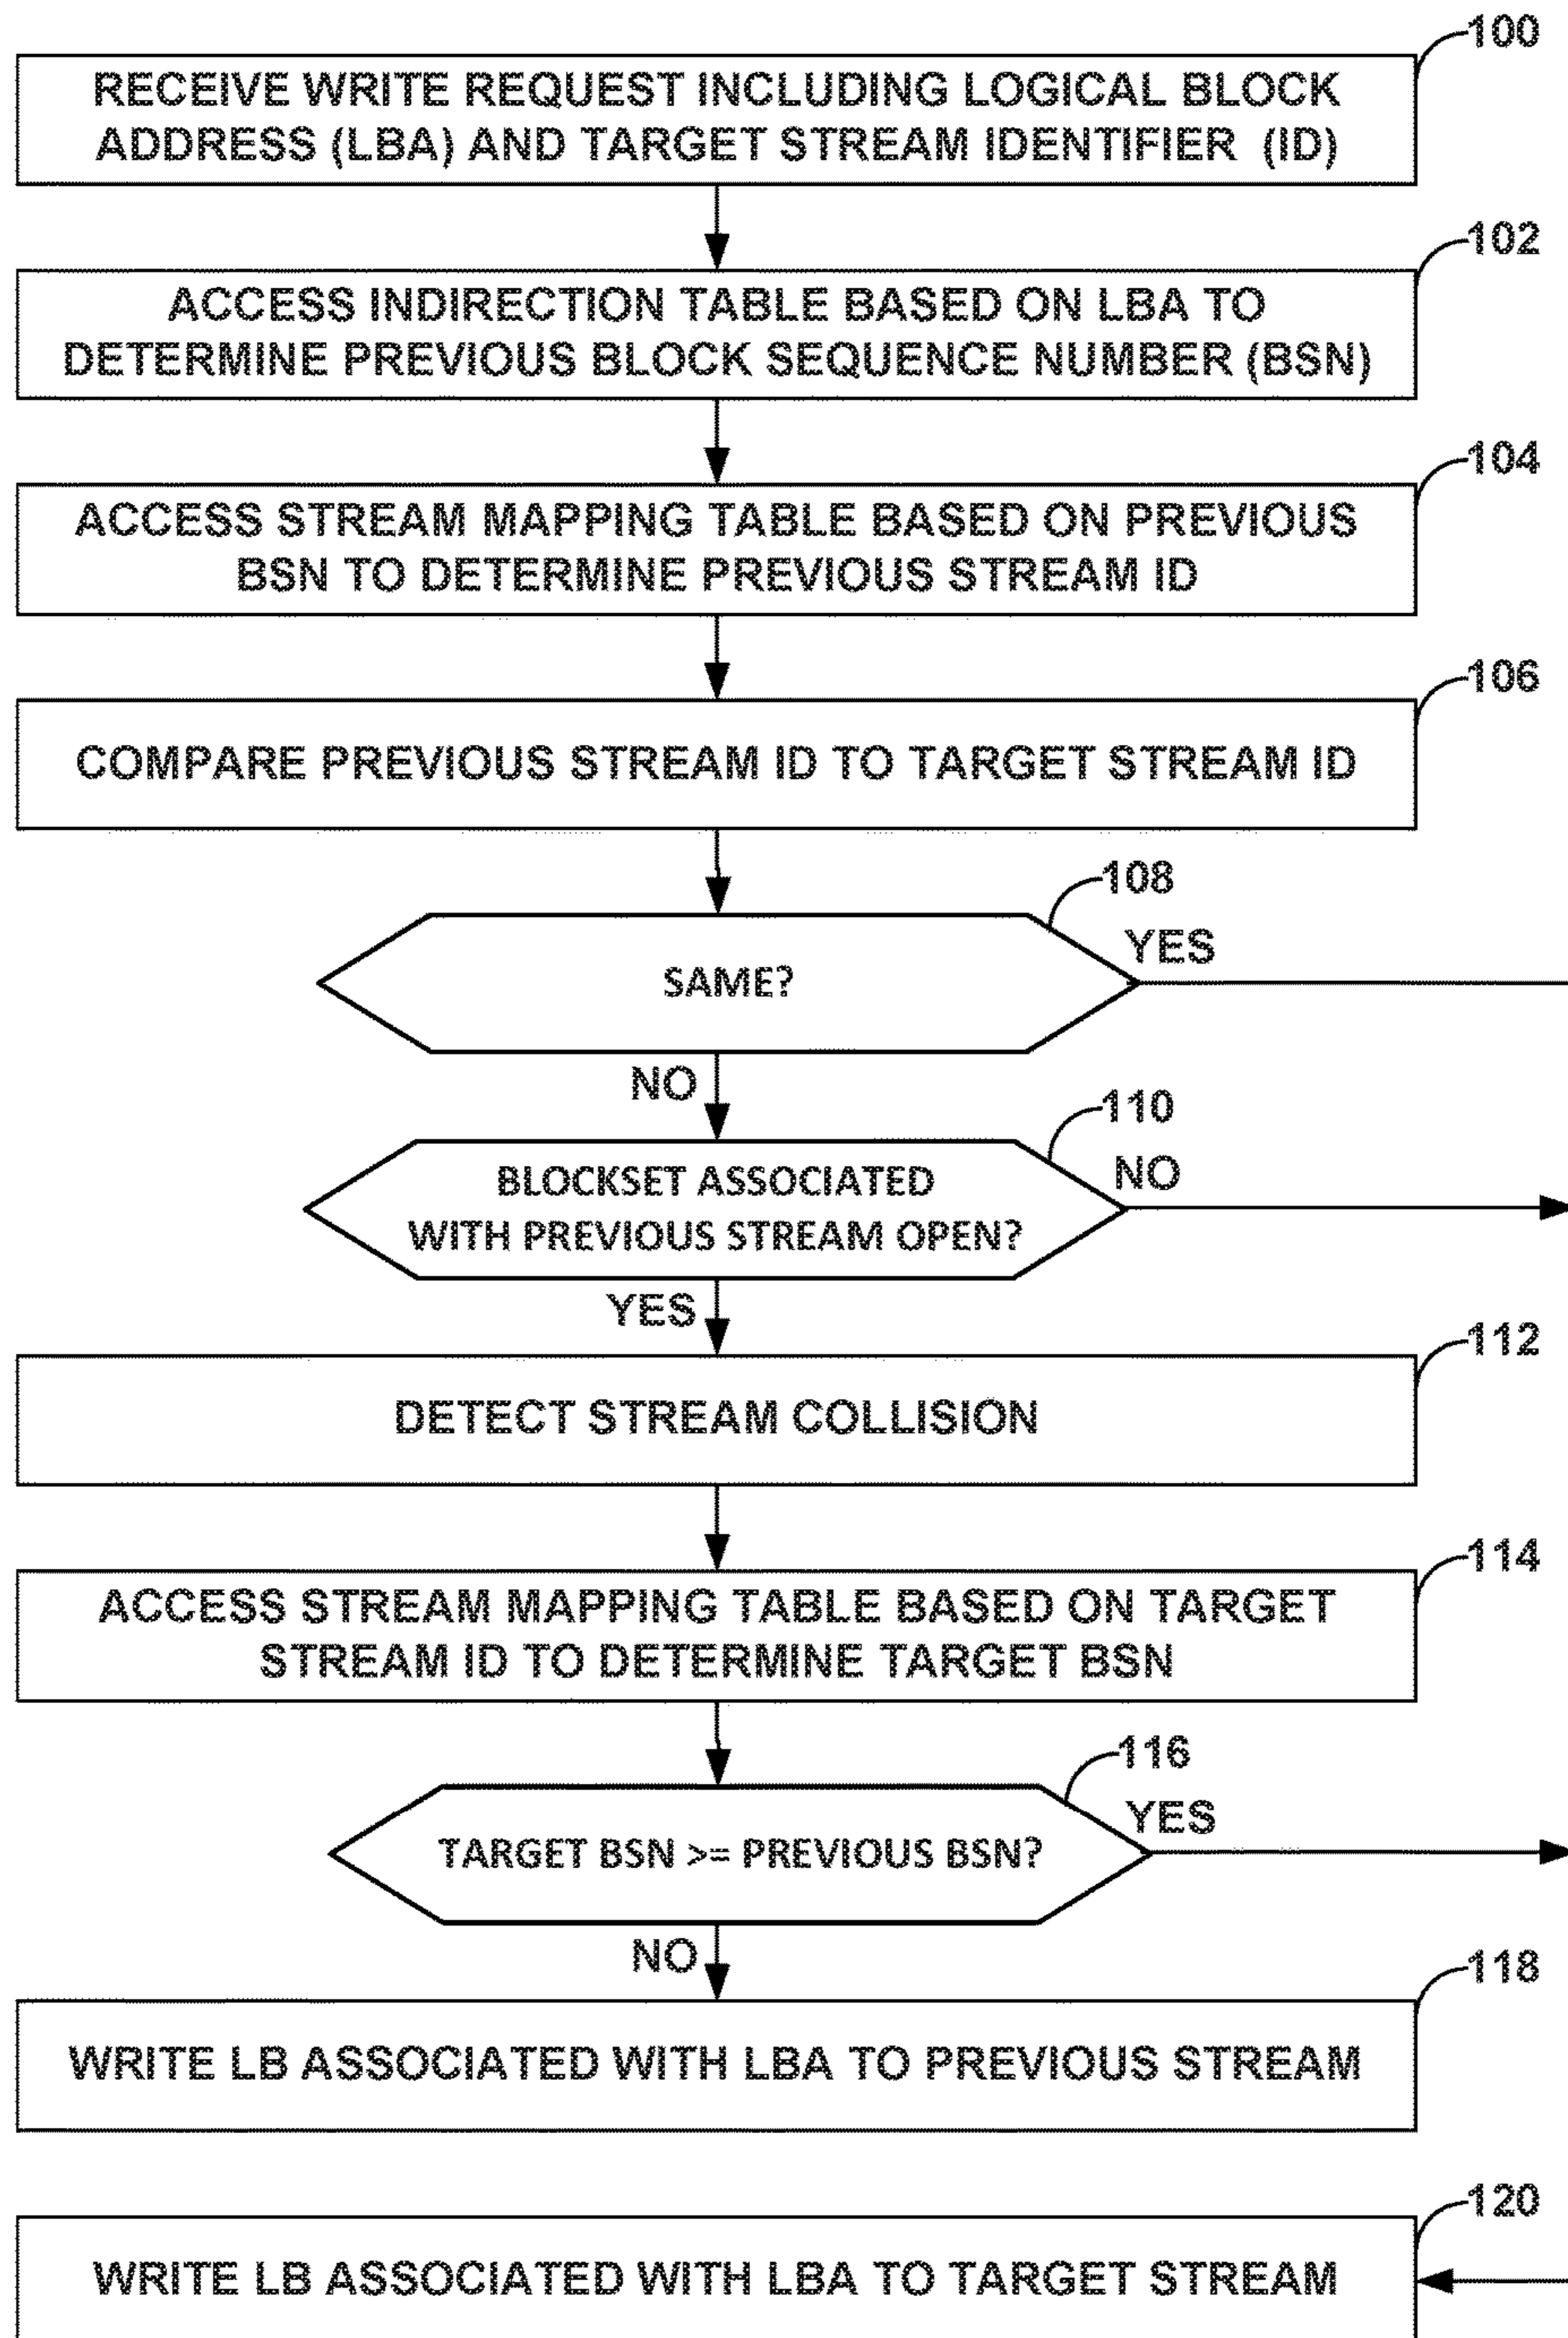 100
RECEIVE WRITE REQUEST INCLUDING LOGICAL BLOCK
ADDRESS (LBA) AND TARGET STREAM IDENTIFIER (ID)
102
ACCESS INDIRECTION TABLE BASED ON LBA TO
DETERMINE PREVIOUS BLOCK SEQUENCE NUMBER (BSN)
104
ACCESS STREAM MAPPING TABLE BASED ON PREVIOUS
BSN TO DETERMINE PREVIOUS STREAM ID
106
COMPARE PREVIOUS STREAM ID TO TARGET STREAM ID
108
YES
SAME?
NO
110
NO
BLOCKSET ASSOCIATED
WITH PREVIOUS STREAM OPEN?
YES
112
DETECT STREAM COLLISION
114
ACCESS STREAM MAPPING TABLE BASED ON TARGET
STREAM ID TO DETERMINE TARGET BSN
116
YES
TARGET BSN >= PREVIOUS BSN?
NO
118
WRITE LB ASSOCIATED WITH LBA TO PREVIOUS STREAM
120
WRITE LB ASSOCIATED WITH LBA TO TARGET STREAM